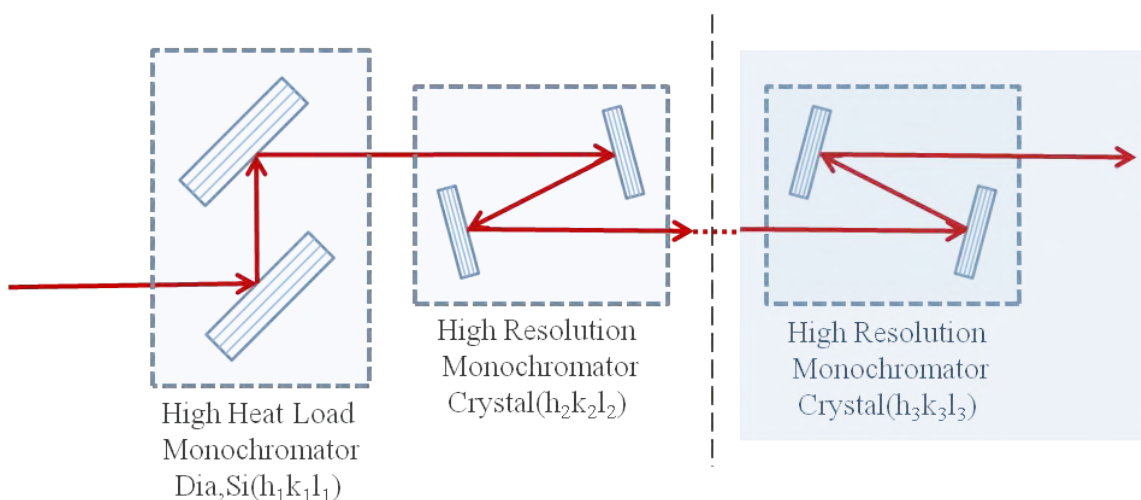 High Heat Load
Monochromator
Dia,Si(h₁k₁l₁)
High Resolution
Monochromator
Crystal(h₂k₂l₂)
High Resolution
Monochromator
Crystal(h₃k₃l₃)